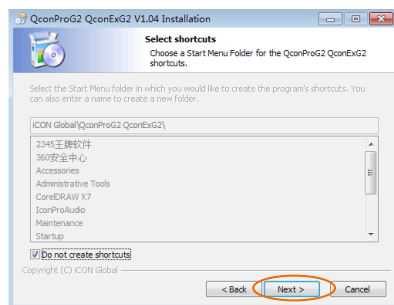 QconProG2 QconExG2 V1.04 Installation
Select shortcuts
Choose a Start Menu Folder for the QconProG2 QconExG2
shortcuts.
Select the Start Menu folder in which you would like to create the program's shortcuts. You
can also enter a name to create a new folder.
iCON Global\QconProG2 QconExG2\
2345王牌软件
360安全中心
Accessories
Administrative Tools
CorelDRAW X7
IconProAudio
Maintenance
Startup
Do not create shortcuts
Copyright (C) iCON Global
< Back
Next >
Cancel